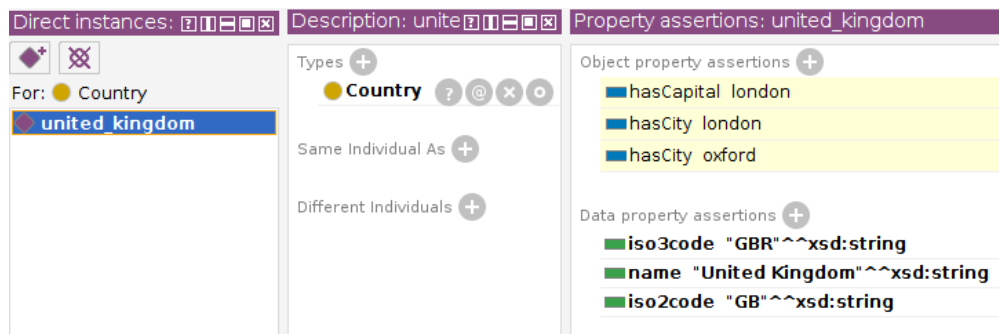 Direct instances:
For: Country
united_kingdom
Description: unite
Types
Country
Same Individual As
Different Individuals
Property assertions: united_kingdom
Object property assertions
hasCapital london
hasCity london
hasCity oxford
Data property assertions
iso3code "GBR"^^xsd:string
name "United Kingdom"^^xsd:string
iso2code "GB"^^xsd:string